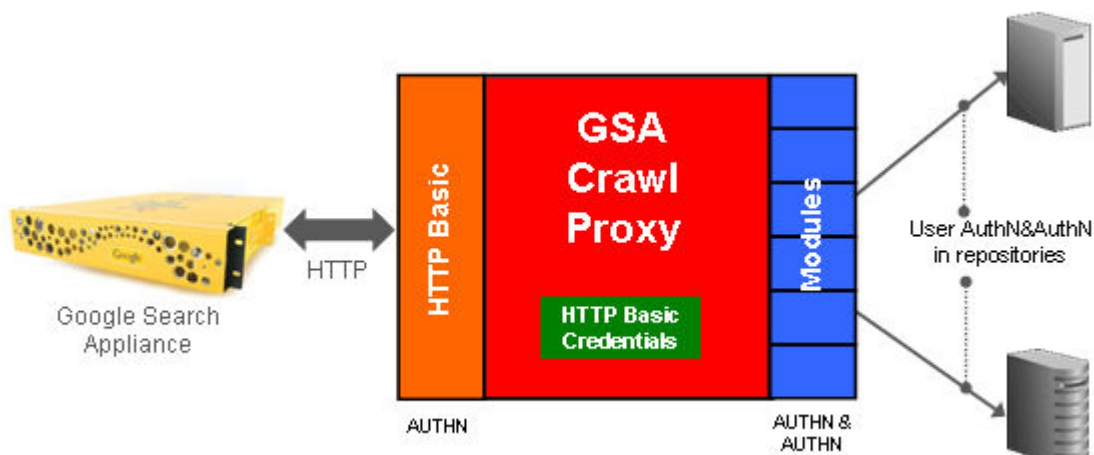 GSA
Crawl
Proxy
HTTP Basic
Modules
HTTP Basic
Credentials
Google
HTTP
Google Search
Appliance
User AuthN&AuthN
in repositories
AUTHN
AUTHN &
AUTHN